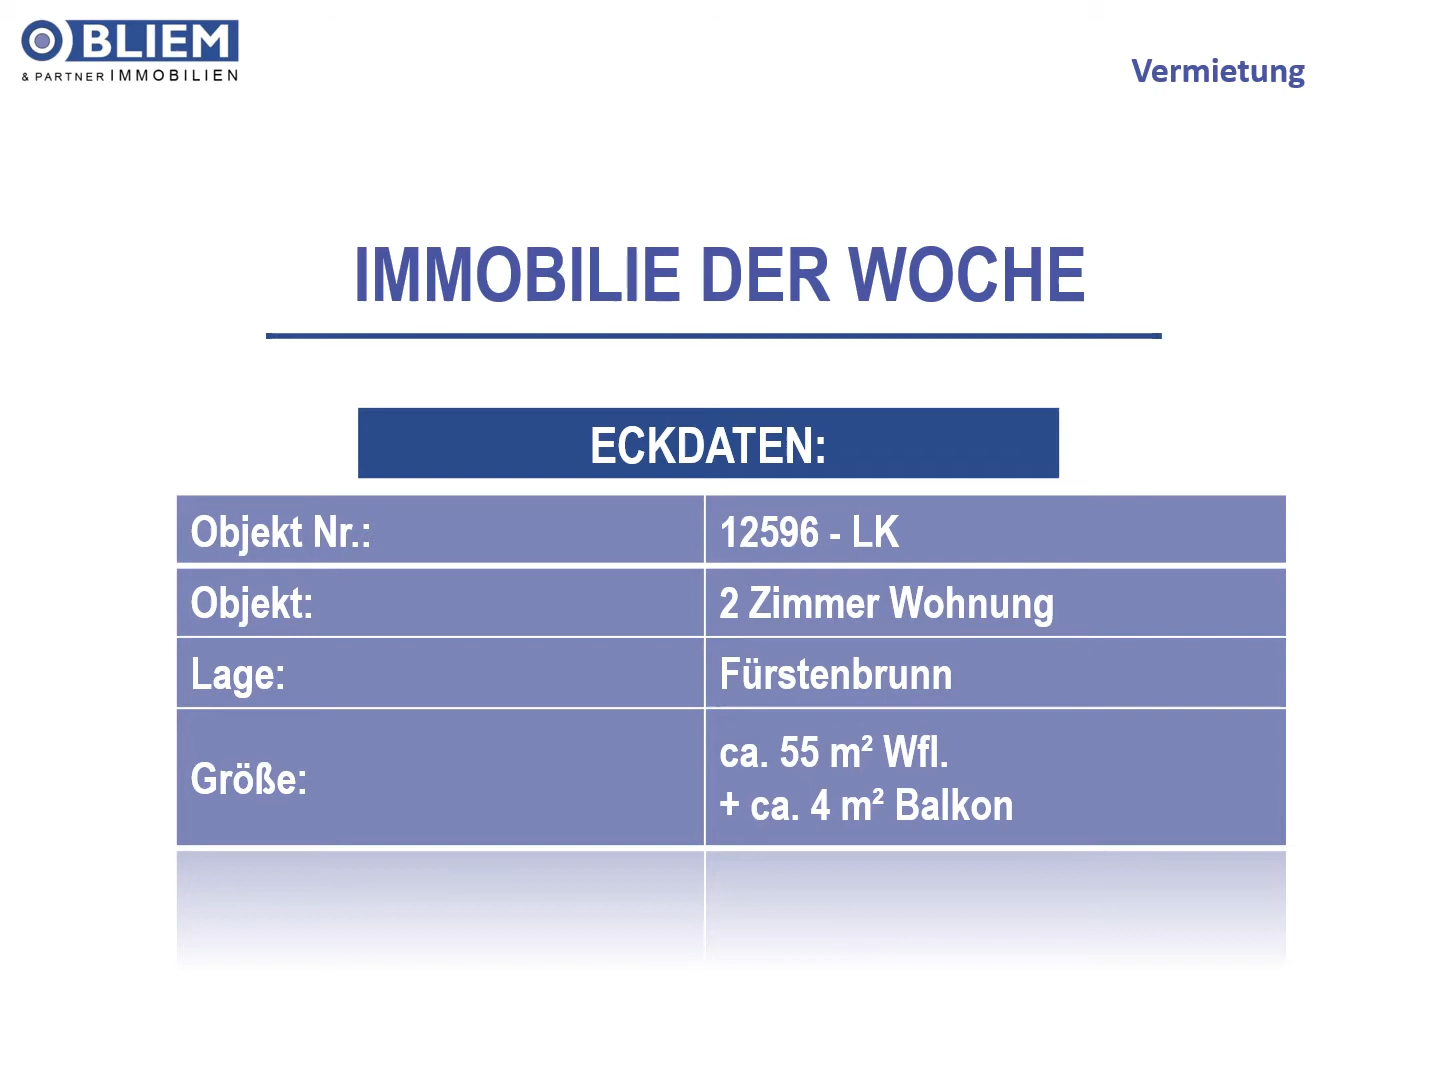 BLIEM
& PARTNER IMMOBILIEN
Vermietung
IMMOBILIE DER WOCHE
ECKDATEN:
Objekt Nr.: 12596 - LK
Objekt: 2 Zimmer Wohnung
Lage: Fürstenbrunn
Größe: ca. 55 m² Wfl.
+ ca. 4 m² Balkon